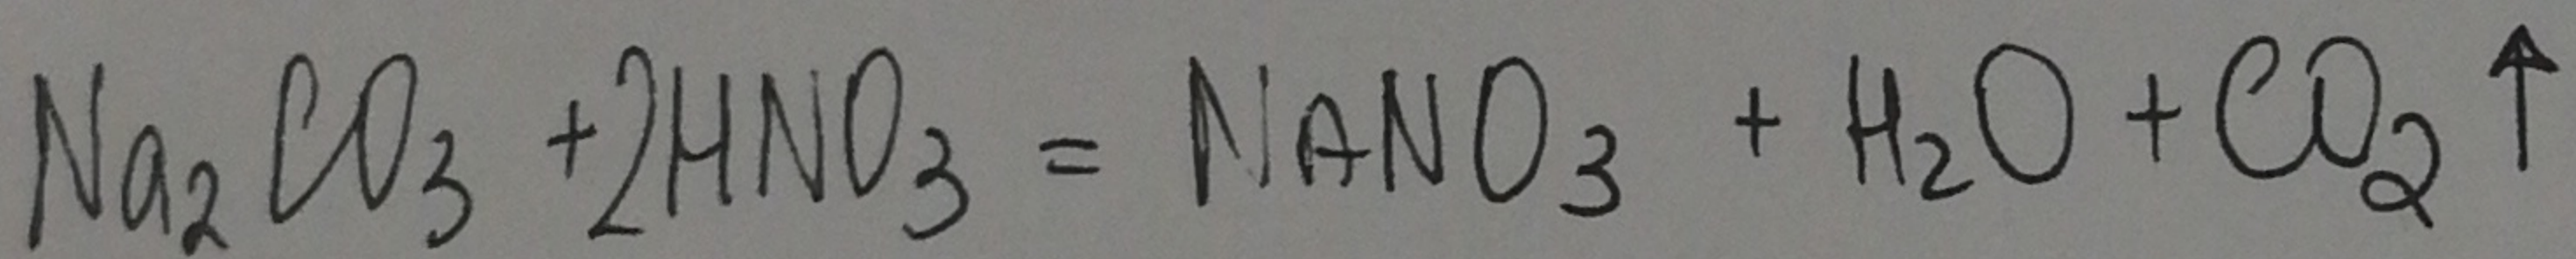 Na₂CO₃ +2HNO₃ = NANO₃ + H₂O + CO₂↑